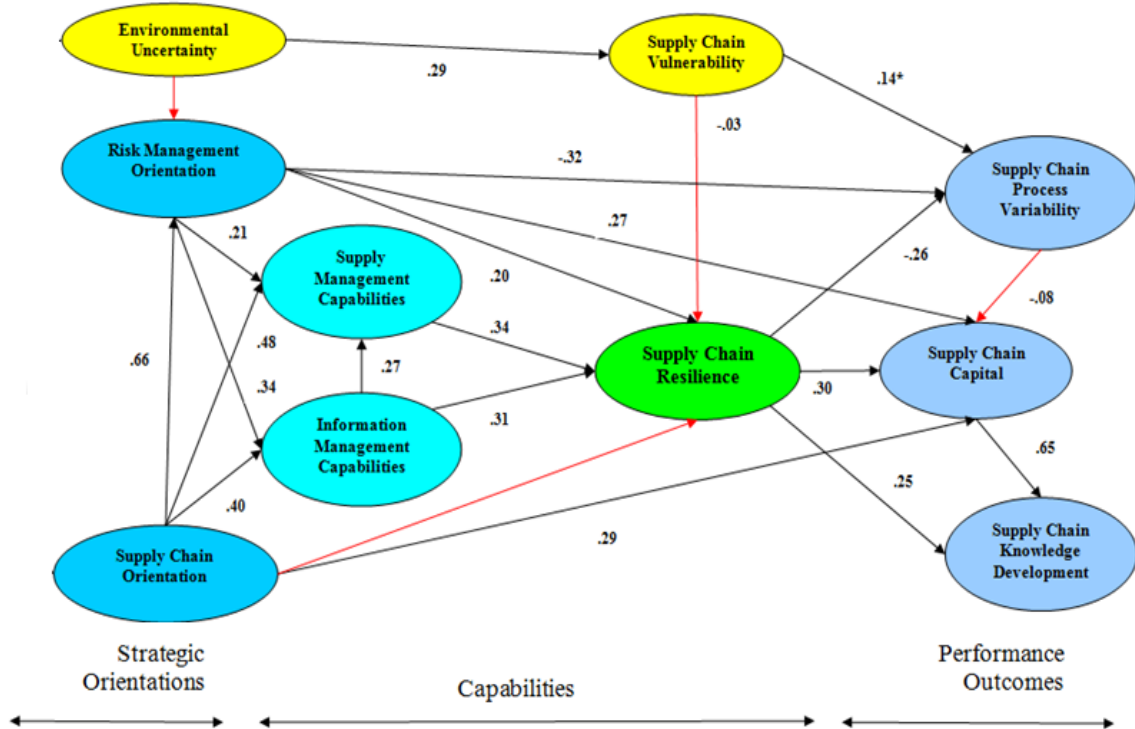 Environmental
Uncertainty
.29
Supply Chain
Vulnerability
.14*
-.03
Risk Management
Orientation
-.32
Supply Chain
Process
Variability
.27
.21
Supply
Management
Capabilities
.20
-.26
-.08
.66
.48
.34
.34
.27
Supply Chain
Resilience
.30
Supply Chain
Capital
Information
Management
Capabilities
.31
.65
.40
.25
.29
Supply Chain
Orientation
Supply Chain
Knowledge
Development
Strategic
Orientations
Capabilities
Performance
Outcomes